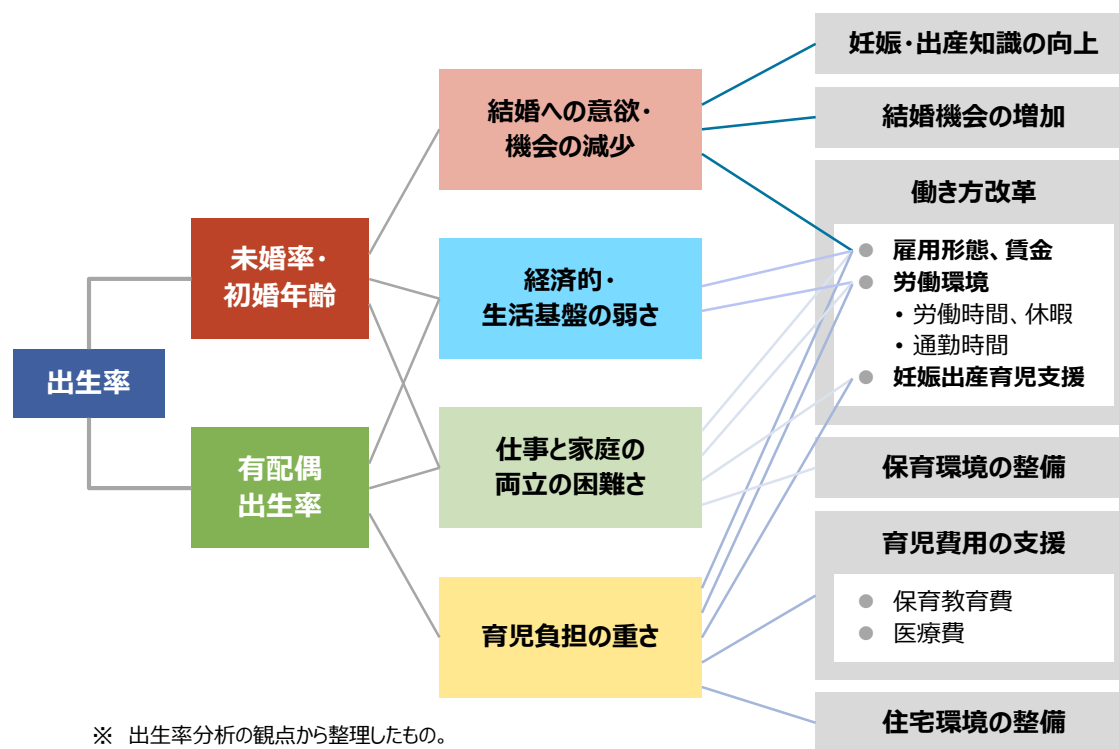 出生率
未婚率・
初婚年齢
有配偶
出生率
結婚への意欲・
機会の減少
経済的・
生活基盤の弱さ
仕事と家庭の
両立の困難さ
育児負担の重さ
妊娠・出産知識の向上
結婚機会の増加
働き方改革
● 雇用形態、賃金
● 労働環境
・労働時間、休暇
・通勤時間
● 妊娠出産育児支援
保育環境の整備
育児費用の支援
● 保育教育費
● 医療費
住宅環境の整備
※ 出生率分析の観点から整理したもの。